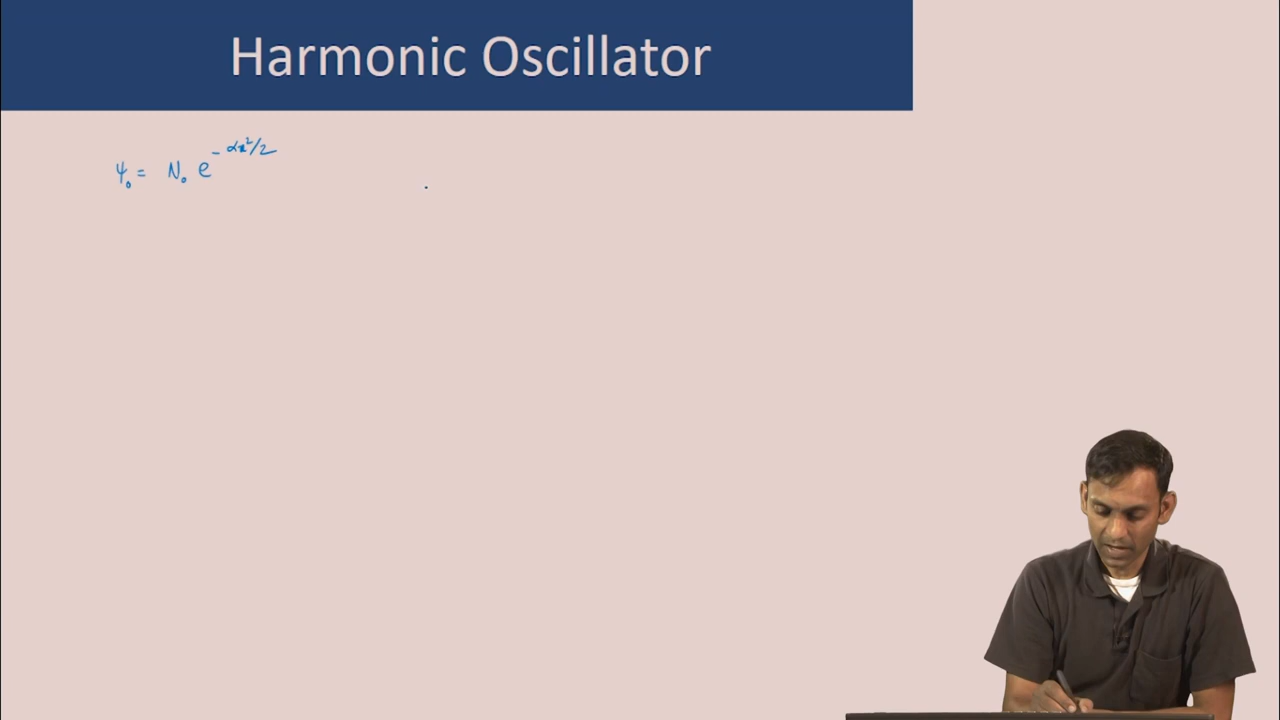 Harmonic Oscillator
ψ₀ = N₀ e^{-αx²/2}